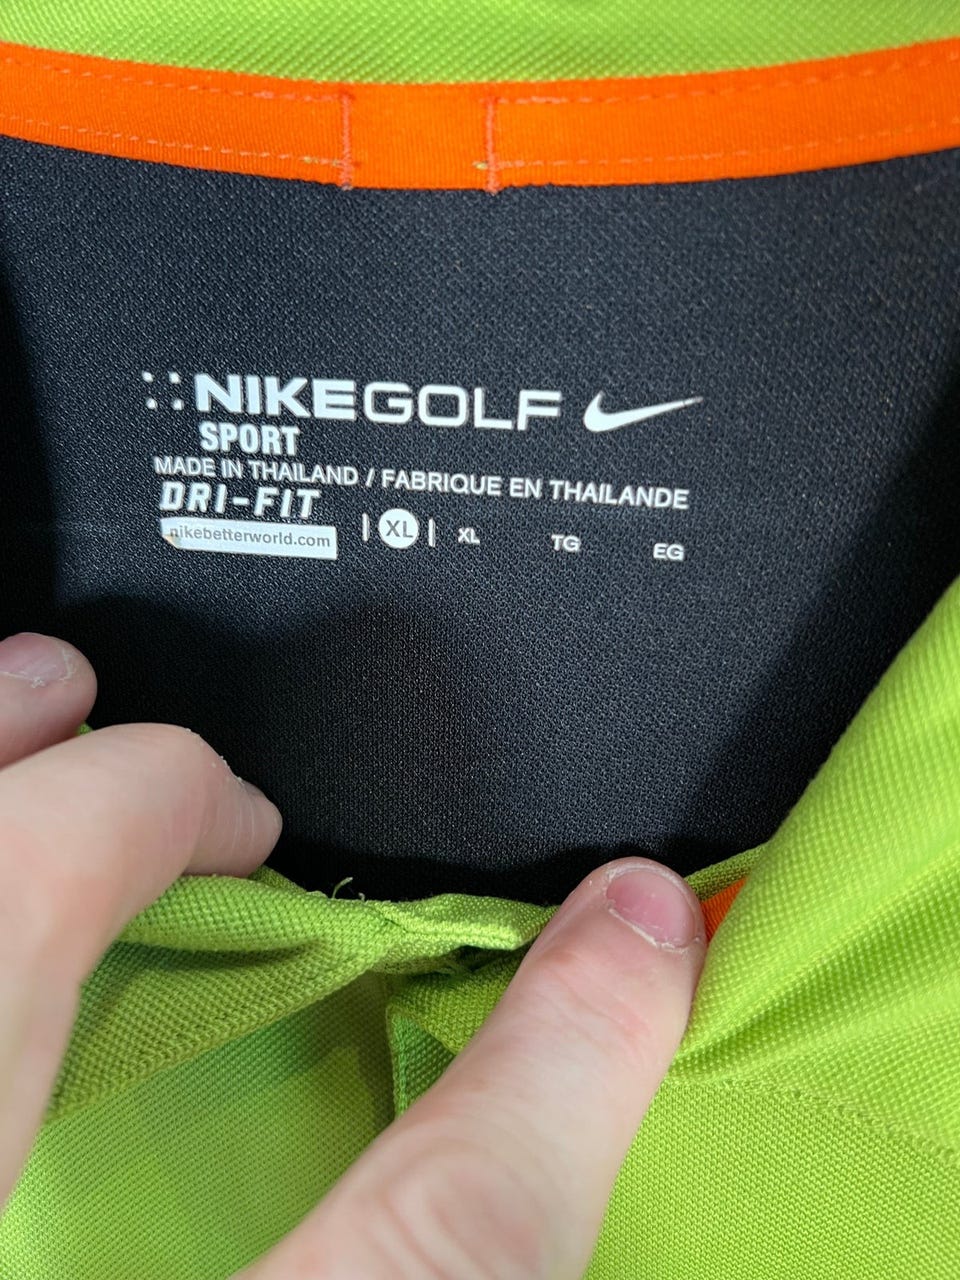 NIKEGOLF
SPORT
MADE IN THAILAND / FABRIQUE EN THAILANDE
DRI-FIT
nikebetterworld.com | XL | XL TG EG